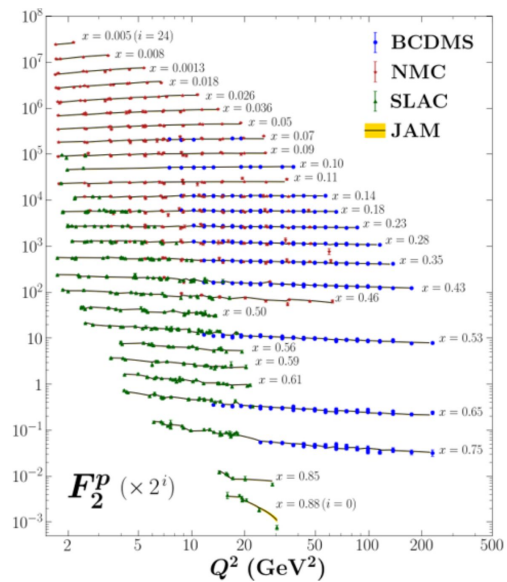 10^8
10^7
10^6
10^5
10^4
10^3
10^2
10
1
10^−1
10^−2
10^−3
x = 0.005 (i = 24)
x = 0.008
x = 0.0013
x = 0.018
x = 0.026
x = 0.036
x = 0.05
x = 0.07
x = 0.09
x = 0.10
x = 0.11
x = 0.14
x = 0.18
x = 0.23
x = 0.28
x = 0.35
x = 0.43
x = 0.46
x = 0.50
x = 0.53
x = 0.56
x = 0.59
x = 0.61
x = 0.65
x = 0.75
x = 0.85
x = 0.88 (i = 0)
BCDMS
NMC
SLAC
JAM
F_2^p (× 2^i)
2 5 10 20 50 100 200 500
Q^2 (GeV^2)